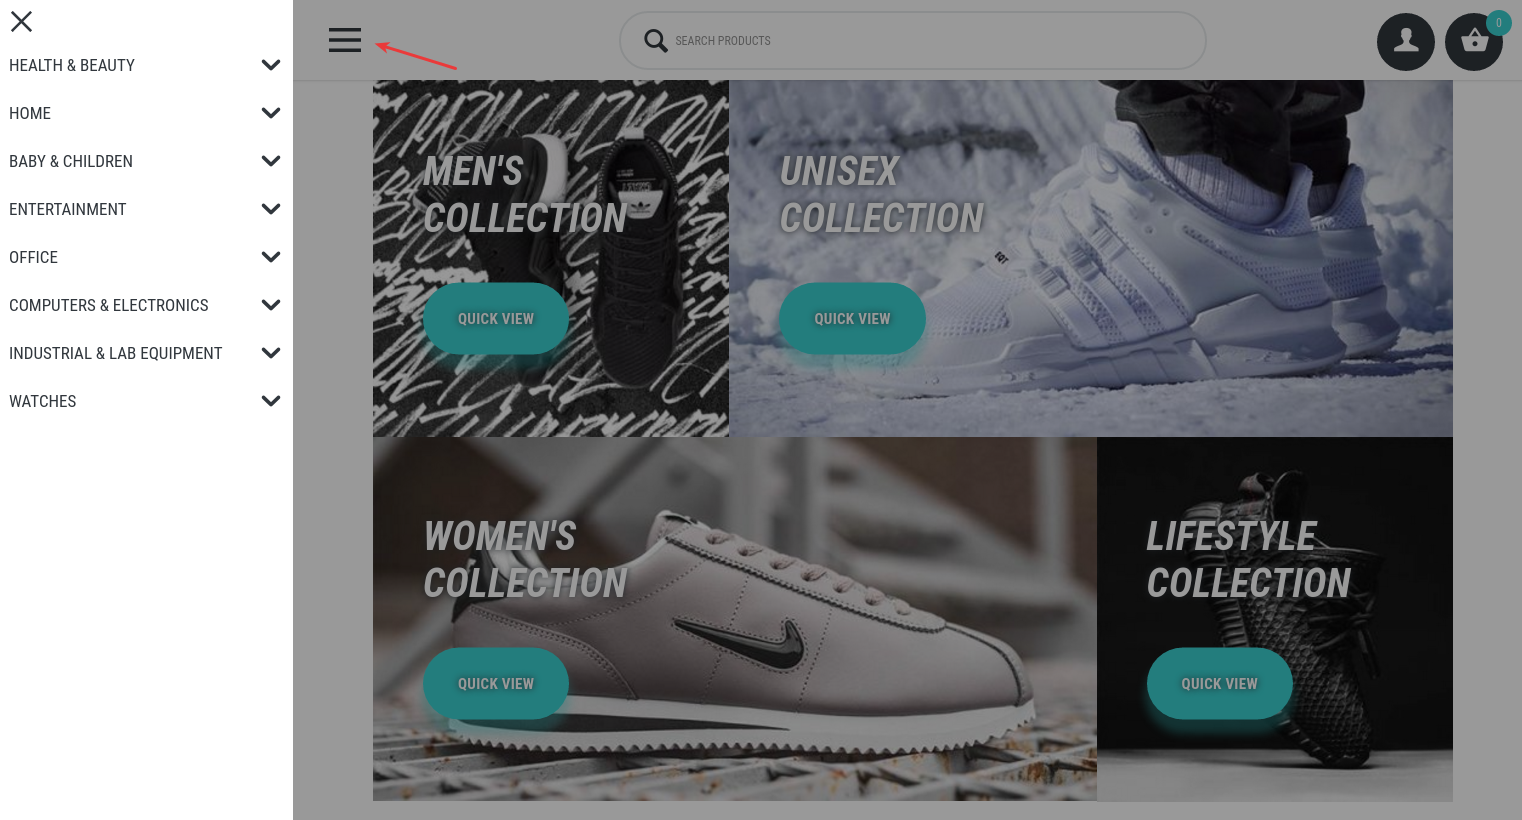 HEALTH & BEAUTY
HOME
BABY & CHILDREN
ENTERTAINMENT
OFFICE
COMPUTERS & ELECTRONICS
INDUSTRIAL & LAB EQUIPMENT
WATCHES
SEARCH PRODUCTS
0
MEN'S
COLLECTION
QUICK VIEW
UNISEX
COLLECTION
QUICK VIEW
WOMEN'S
COLLECTION
QUICK VIEW
LIFESTYLE
COLLECTION
QUICK VIEW